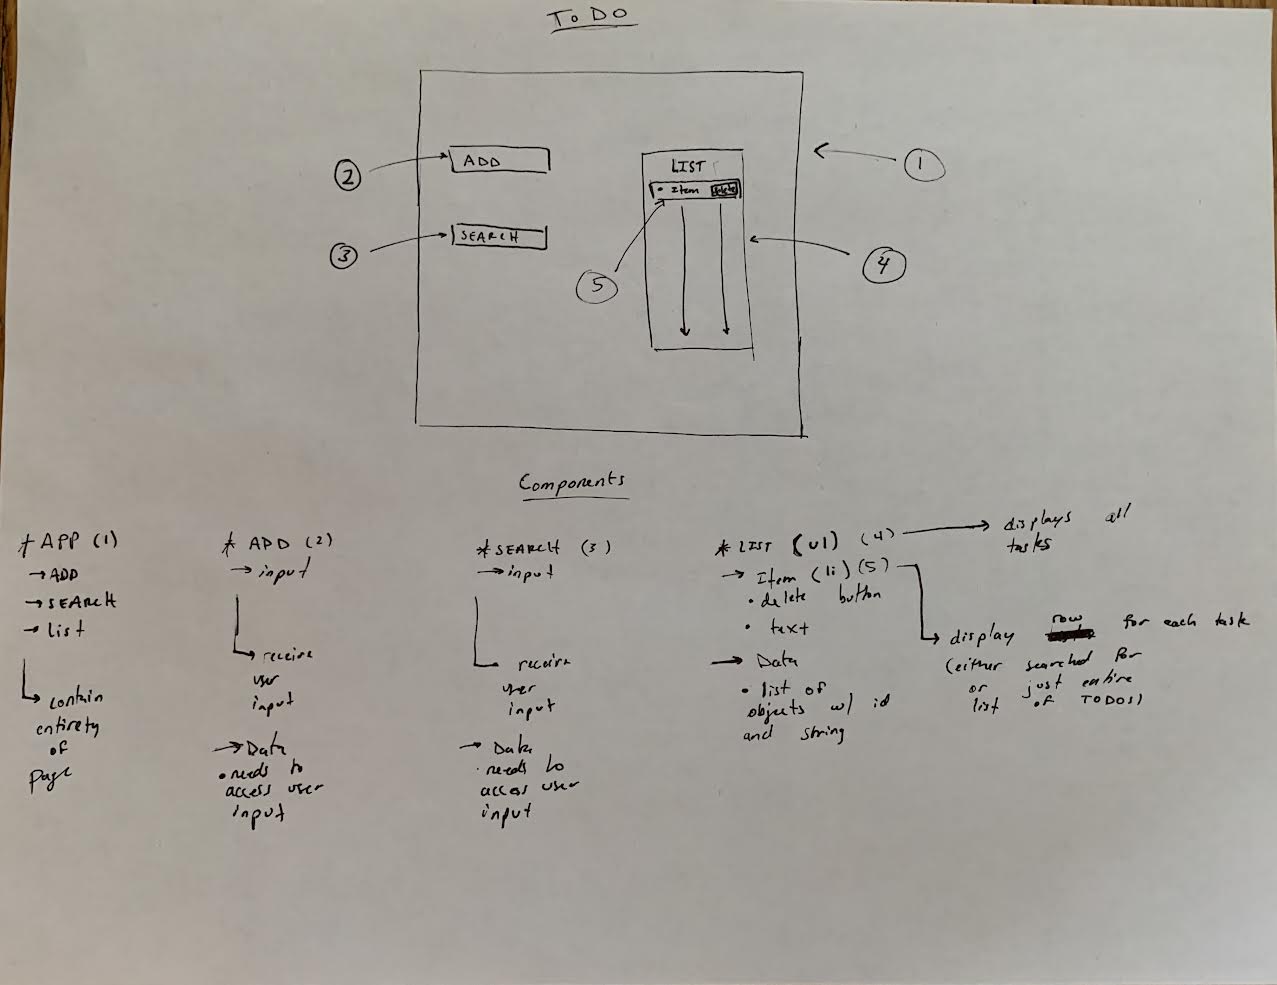 TODO
ADD
2
LIST
1
• Item delete
SEARCH
3
5
4
Components
* APP (1)
→ ADD
→ SEARCH
→ List
contain
entirety
of
page
* ADD (2)
→ input
receive
user
input
→ Data
• needs to
access user
input
* SEARCH (3)
→ input
receive
user
input
→ Data
• needs to
access user
input
* LIST (ul) (4)
displays all
tasks
→ Item (li) (5)
• delete button
• text
→ Data
• list of
objects w/ id
and string
display row for each task
(either searched for
or just entire
list of TODOS)